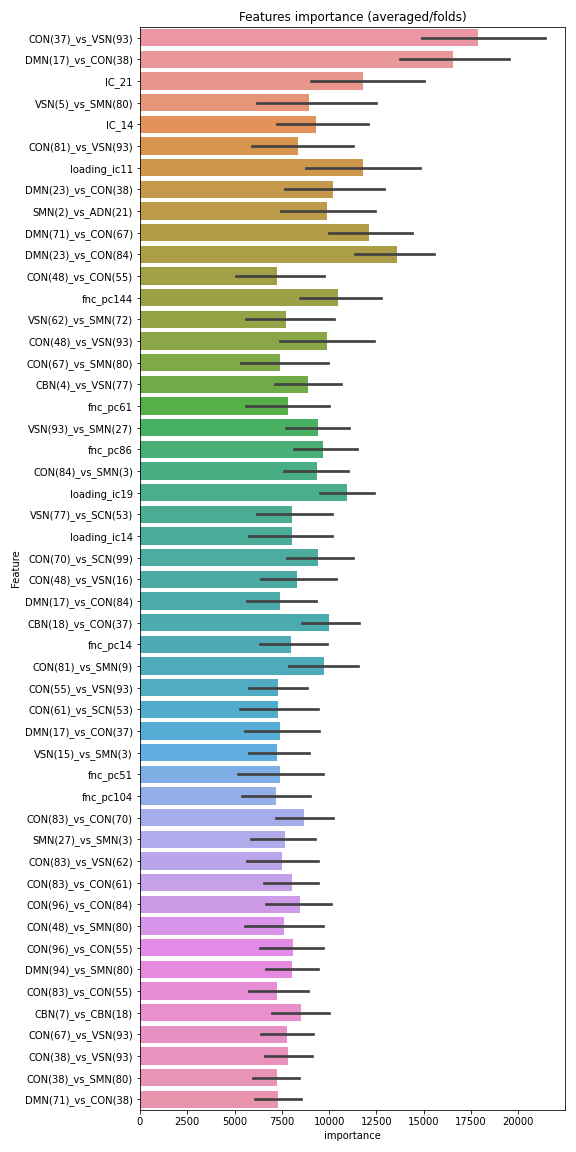 Features importance (averaged/folds)
CON(37)_vs_VSN(93)
DMN(17)_vs_CON(38)
IC_21
VSN(5)_vs_SMN(80)
IC_14
CON(81)_vs_VSN(93)
loading_ic11
DMN(23)_vs_CON(38)
SMN(2)_vs_ADN(21)
DMN(71)_vs_CON(67)
DMN(23)_vs_CON(84)
CON(48)_vs_CON(55)
fnc_pc144
VSN(62)_vs_SMN(72)
CON(48)_vs_VSN(93)
CON(67)_vs_SMN(80)
CBN(4)_vs_VSN(77)
fnc_pc61
VSN(93)_vs_SMN(27)
fnc_pc86
CON(84)_vs_SMN(3)
loading_ic19
VSN(77)_vs_SCN(53)
loading_ic14
CON(70)_vs_SCN(99)
CON(48)_vs_VSN(16)
DMN(17)_vs_CON(84)
CBN(18)_vs_CON(37)
fnc_pc14
CON(81)_vs_SMN(9)
CON(55)_vs_VSN(93)
CON(61)_vs_SCN(53)
DMN(17)_vs_CON(37)
VSN(15)_vs_SMN(3)
fnc_pc51
fnc_pc104
CON(83)_vs_CON(70)
SMN(27)_vs_SMN(3)
CON(83)_vs_VSN(62)
CON(83)_vs_CON(61)
CON(96)_vs_CON(84)
CON(48)_vs_SMN(80)
CON(96)_vs_CON(55)
DMN(94)_vs_SMN(80)
CON(83)_vs_CON(55)
CBN(7)_vs_CBN(18)
CON(67)_vs_VSN(93)
CON(38)_vs_VSN(93)
CON(38)_vs_SMN(80)
DMN(71)_vs_CON(38)
Feature
0 2500 5000 7500 10000 12500 15000 17500 20000
importance